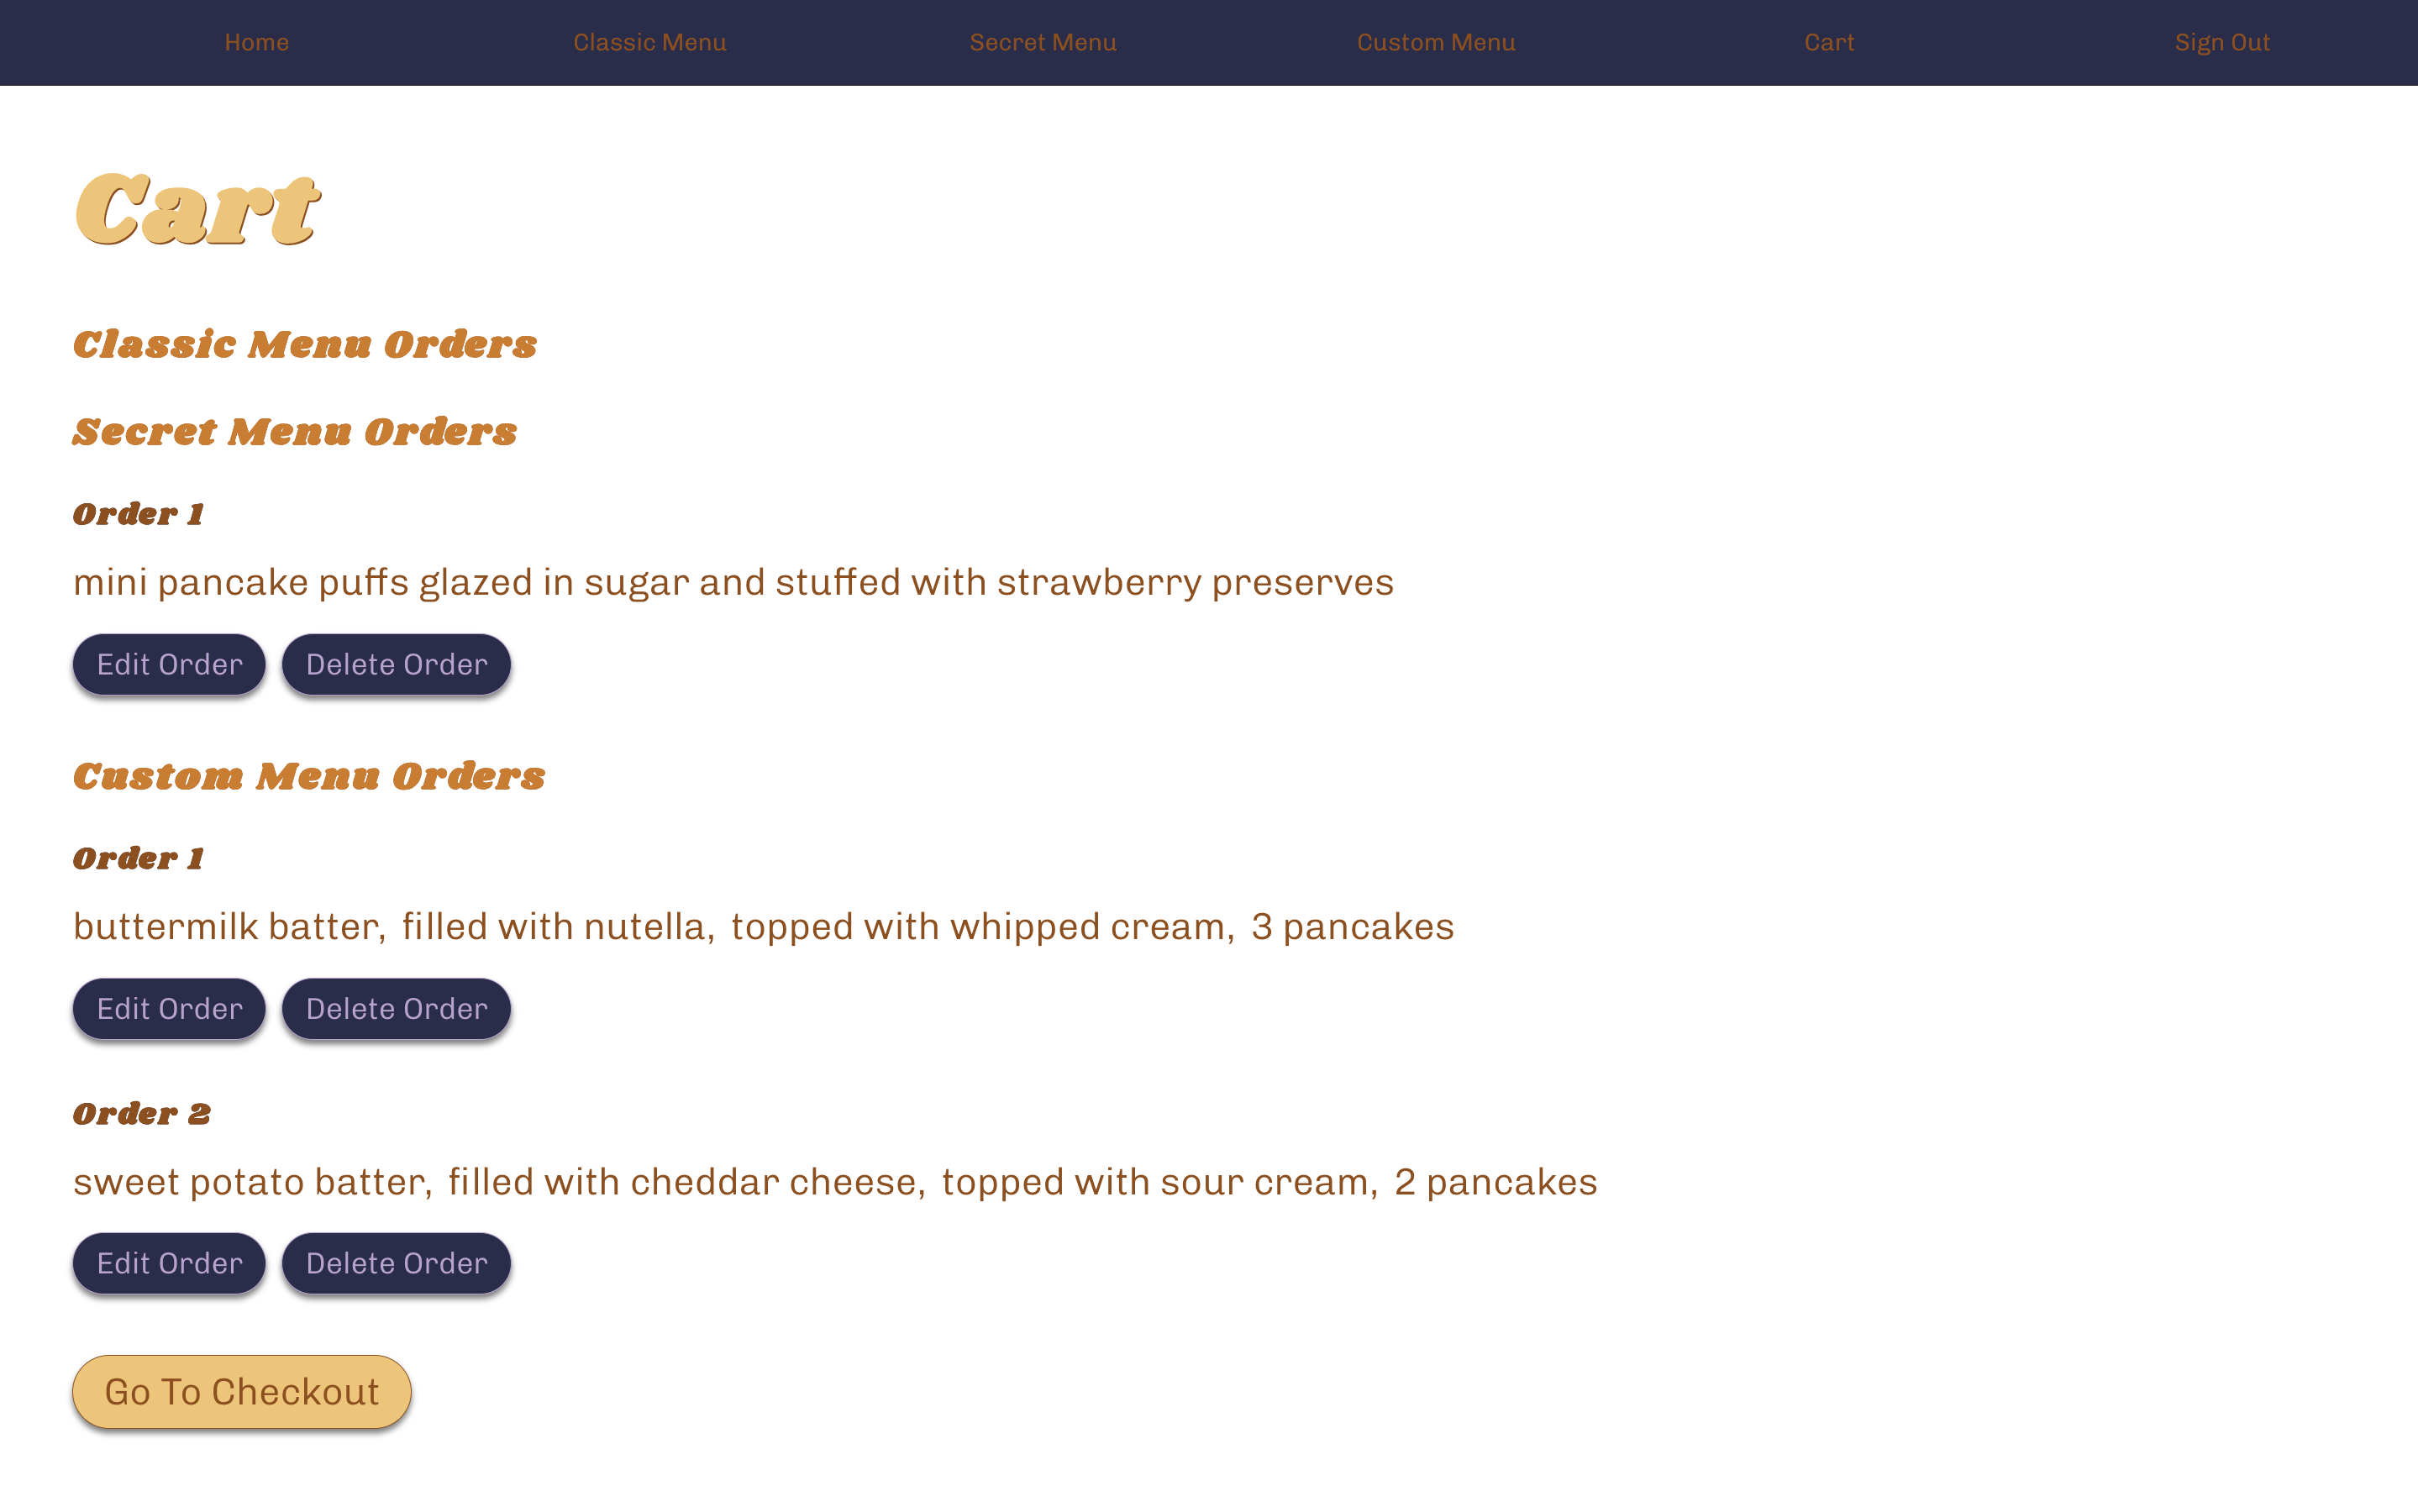 Home Classic Menu Secret Menu Custom Menu Cart Sign Out
Cart
Classic Menu Orders
Secret Menu Orders
Order 1
mini pancake puffs glazed in sugar and stuffed with strawberry preserves
Edit Order Delete Order
Custom Menu Orders
Order 1
buttermilk batter, filled with nutella, topped with whipped cream, 3 pancakes
Edit Order Delete Order
Order 2
sweet potato batter, filled with cheddar cheese, topped with sour cream, 2 pancakes
Edit Order Delete Order
Go To Checkout